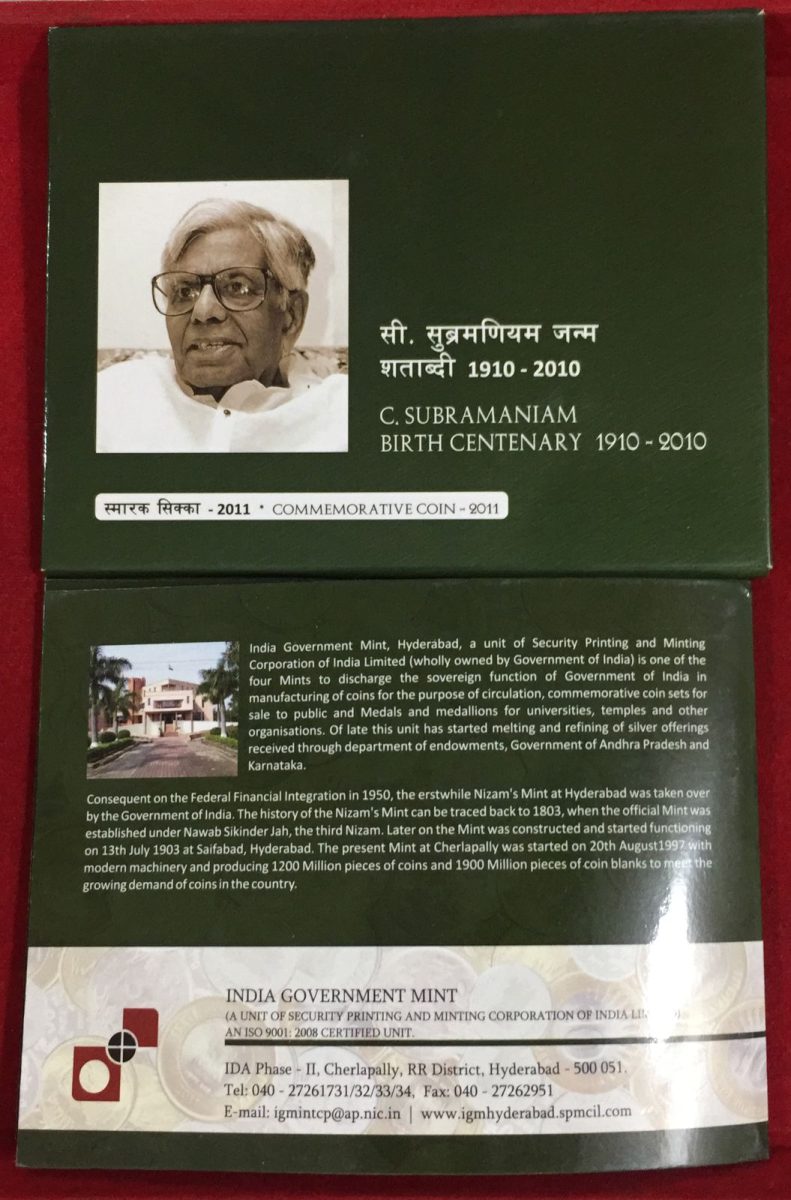 सी. सुब्रमणियम जन्म
शताब्दी 1910 - 2010
C. SUBRAMANIAM
BIRTH CENTENARY 1910 - 2010
स्मारक सिक्का - 2011 * COMMEMORATIVE COIN - 2011
India Government Mint, Hyderabad, a unit of Security Printing and Minting
Corporation of India Limited (wholly owned by Government of India) is one of the
four Mints to discharge the sovereign function of Government of India in
manufacturing of coins for the purpose of circulation, commemorative coin sets for
sale to public and Medals and medallions for universities, temples and other
organisations. Of late this unit has started melting and refining of silver offerings
received through department of endowments, Government of Andhra Pradesh and
Karnataka.
Consequent on the Federal Financial Integration in 1950, the erstwhile Nizam's Mint at Hyderabad was taken over
by the Government of India. The history of the Nizam's Mint can be traced back to 1803, when the official Mint was
established under Nawab Sikinder Jah, the third Nizam. Later on the Mint was constructed and started functioning
on 13th July 1903 at Saifabad, Hyderabad. The present Mint at Cherlapally was started on 20th August1997 with
modern machinery and producing 1200 Million pieces of coins and 1900 Million pieces of coin blanks to meet the
growing demand of coins in the country.
INDIA GOVERNMENT MINT
(A UNIT OF SECURITY PRINTING AND MINTING CORPORATION OF INDIA
AN ISO 9001: 2008 CERTIFIED UNIT.
IDA Phase - II, Cherlapally, RR District, Hyderabad - 500 051.
Tel: 040 - 27261731/32/33/34, Fax: 040 - 27262951
E-mail: igmintcp@ap.nic.in | www.igmhyderabad.spmcil.com